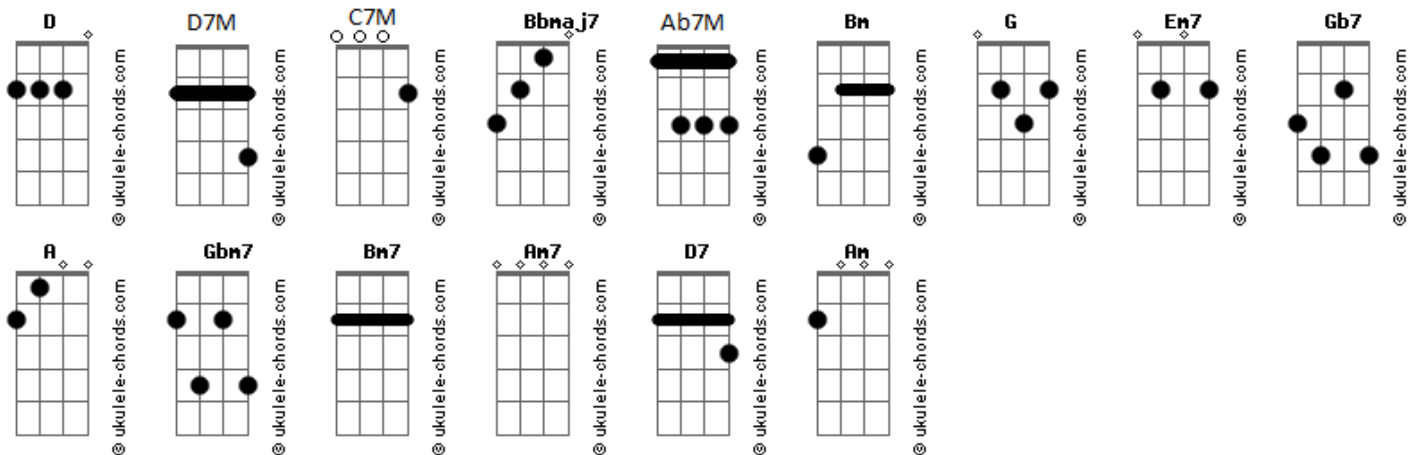 D D7M C7M Bbmaj7 Ab7M Bm G Em7 Gb7
© ukulele-chords.com © ukulele-chords.com © ukulele-chords.com © ukulele-chords.com © ukulele-chords.com © ukulele-chords.com © ukulele-chords.com © ukulele-chords.com © ukulele-chords.com
A Gbm7 Bm7 Am7 D7 Am
© ukulele-chords.com © ukulele-chords.com © ukulele-chords.com © ukulele-chords.com © ukulele-chords.com © ukulele-chords.com